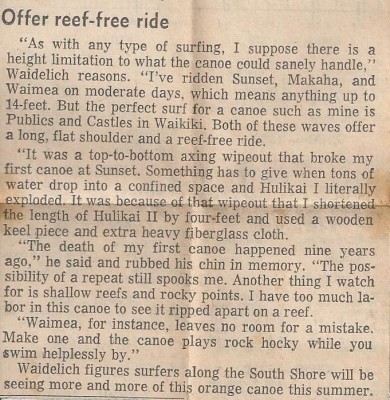 Offer reef-free ride
"As with any type of surfing, I suppose there is a
height limitation to what the canoe could sanely handle,"
Waidelich reasons. "I've ridden Sunset, Makaha, and
Waimea on moderate days, which means anything up to
14-feet. But the perfect surf for a canoe such as mine is
Publics and Castles in Waikiki. Both of these waves offer
a long, flat shoulder and a reef-free ride.
"It was a top-to-bottom axing wipeout that broke my
first canoe at Sunset. Something has to give when tons of
water drop into a confined space and Hulikai I literally
exploded. It was because of that wipeout that I shortened
the length of Hulikai II by four-feet and used a wooden
keel piece and extra heavy fiberglass cloth.
"The death of my first canoe happened nine years
ago," he said and rubbed his chin in memory. "The pos-
sibility of a repeat still spooks me. Another thing I watch
for is shallow reefs and rocky points. I have too much la-
bor in this canoe to see it ripped apart on a reef.
"Waimea, for instance, leaves no room for a mistake.
Make one and the canoe plays rock hocky while you
swim helplessly by."
Waidelich figures surfers along the South Shore will be
seeing more and more of this orange canoe this summer.